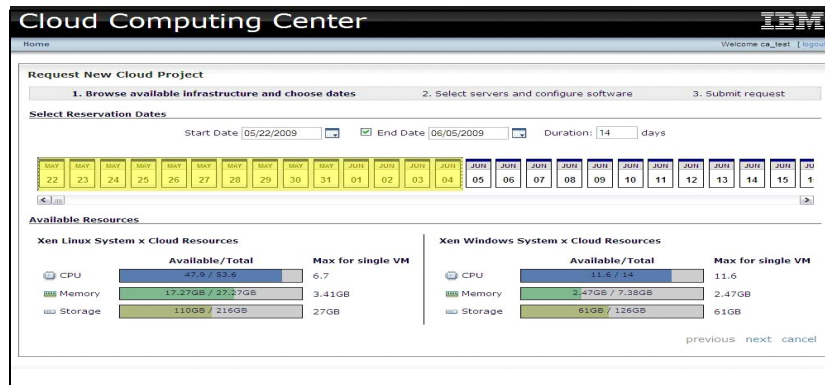 Cloud Computing Center
IBM
Home
Welcome ca_test [ logout
Request New Cloud Project
1. Browse available infrastructure and choose dates 2. Select servers and configure software 3. Submit request
Select Reservation Dates
Start Date 05/22/2009 End Date 06/05/2009 Duration: 14 days
MAY MAY MAY MAY MAY MAY MAY MAY MAY MAY JUN JUN JUN JUN JUN JUN JUN JUN JUN JUN JUN JUN JUN JUN JUN
22 23 24 25 26 27 28 29 30 31 01 02 03 04 05 06 07 08 09 10 11 12 13 14 15
Available Resources
Xen Linux System x Cloud Resources
Available/Total Max for single VM
CPU 47.9 / 53.6 6.7
Memory 17.27GB / 27.27GB 3.41GB
Storage 110GB / 216GB 27GB
Xen Windows System x Cloud Resources
Available/Total Max for single VM
CPU 11.6 / 14 11.6
Memory 2.47GB / 7.38GB 2.47GB
Storage 61GB / 126GB 61GB
previous next cancel